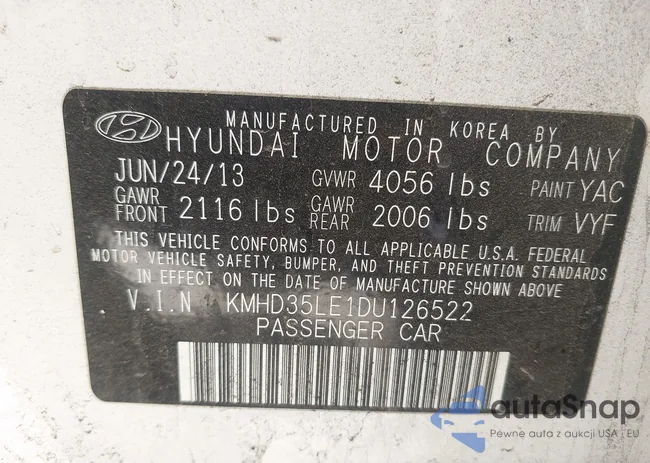 MANUFACTURED IN KOREA BY
HYUNDAI MOTOR COMPANY
JUN/24/13 GVWR 4056 lbs PAINT YAC
GAWR FRONT 2116 lbs GAWR REAR 2006 lbs TRIM VYF
THIS VEHICLE CONFORMS TO ALL APPLICABLE U.S.A. FEDERAL
MOTOR VEHICLE SAFETY, BUMPER, AND THEFT PREVENTION STANDARDS
IN EFFECT ON THE DATE OF MANUFACTURE SHOWN ABOVE
V.I.N KMHD35LE1DU126522
PASSENGER CAR
autoSnap
Pewne auta z aukcji USA i EU